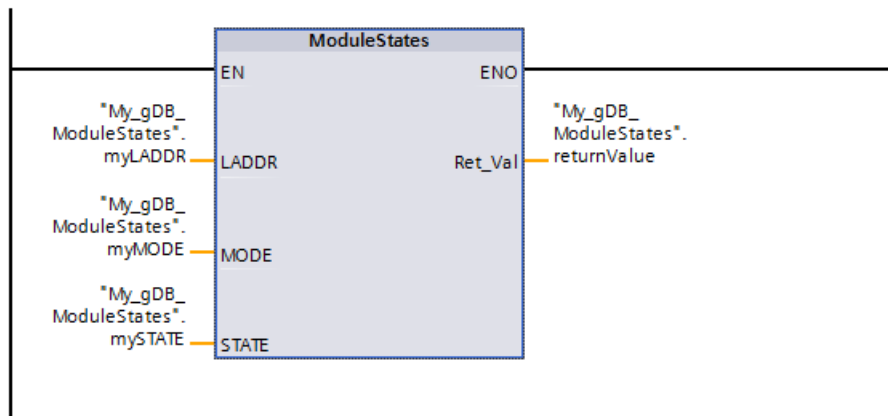 ModuleStates
EN
ENO
"My_gDB_
ModuleStates".
myLADDR
LADDR
Ret_Val
"My_gDB_
ModuleStates".
returnValue
"My_gDB_
ModuleStates".
myMODE
MODE
"My_gDB_
ModuleStates".
mySTATE
STATE